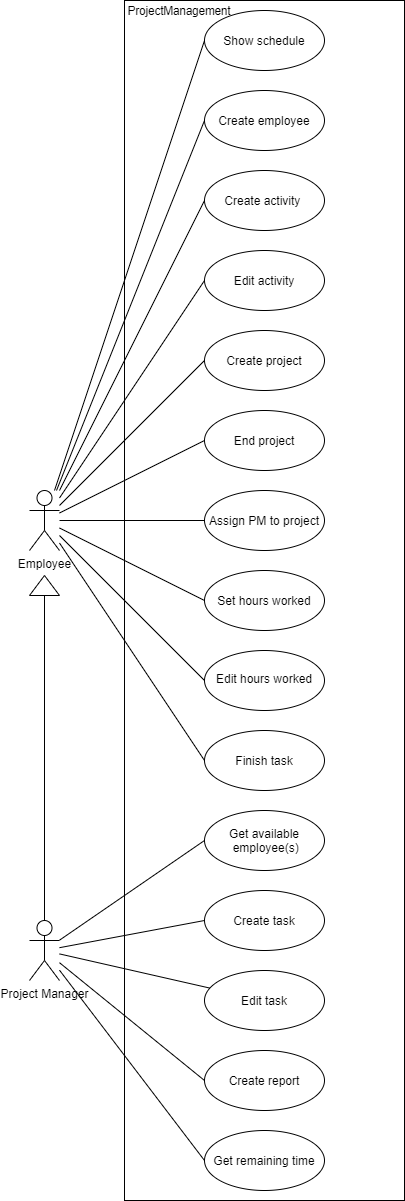 ProjectManagement
Show schedule
Create employee
Create activity
Edit activity
Create project
End project
Assign PM to project
Employee
Set hours worked
Edit hours worked
Finish task
Get available
employee(s)
Create task
Edit task
Project Manager
Create report
Get remaining time